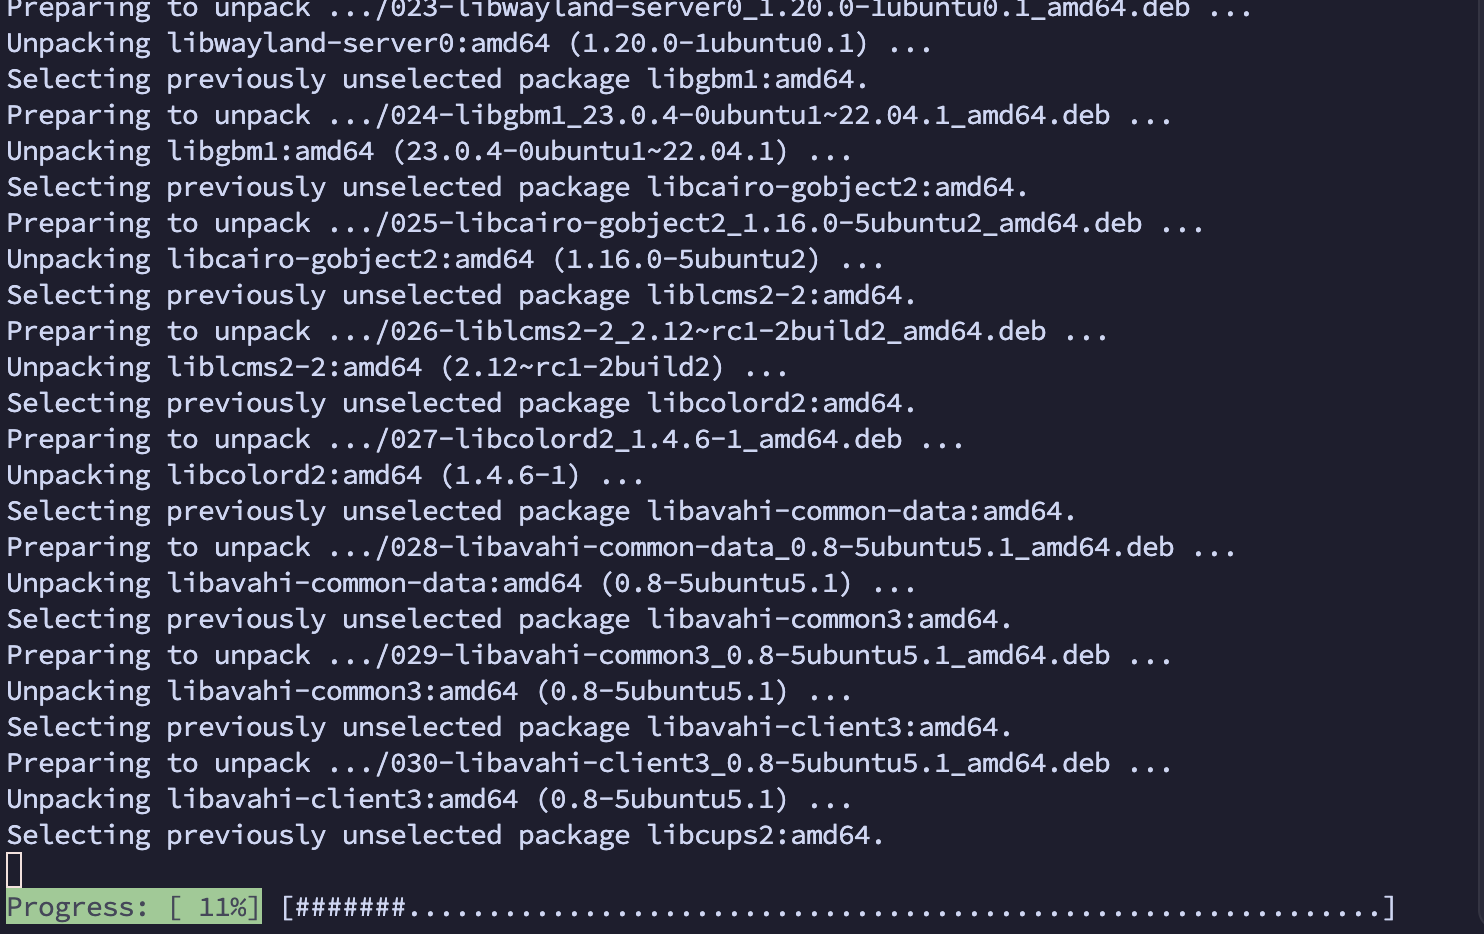 Preparing to unpack .../023-libwayland-server0_1.20.0-1ubuntu0.1_amd64.deb ...
Unpacking libwayland-server0:amd64 (1.20.0-1ubuntu0.1) ...
Selecting previously unselected package libgbm1:amd64.
Preparing to unpack .../024-libgbm1_23.0.4-0ubuntu1~22.04.1_amd64.deb ...
Unpacking libgbm1:amd64 (23.0.4-0ubuntu1~22.04.1) ...
Selecting previously unselected package libcairo-gobject2:amd64.
Preparing to unpack .../025-libcairo-gobject2_1.16.0-5ubuntu2_amd64.deb ...
Unpacking libcairo-gobject2:amd64 (1.16.0-5ubuntu2) ...
Selecting previously unselected package liblcms2-2:amd64.
Preparing to unpack .../026-liblcms2-2_2.12~rc1-2build2_amd64.deb ...
Unpacking liblcms2-2:amd64 (2.12~rc1-2build2) ...
Selecting previously unselected package libcolord2:amd64.
Preparing to unpack .../027-libcolord2_1.4.6-1_amd64.deb ...
Unpacking libcolord2:amd64 (1.4.6-1) ...
Selecting previously unselected package libavahi-common-data:amd64.
Preparing to unpack .../028-libavahi-common-data_0.8-5ubuntu5.1_amd64.deb ...
Unpacking libavahi-common-data:amd64 (0.8-5ubuntu5.1) ...
Selecting previously unselected package libavahi-common3:amd64.
Preparing to unpack .../029-libavahi-common3_0.8-5ubuntu5.1_amd64.deb ...
Unpacking libavahi-common3:amd64 (0.8-5ubuntu5.1) ...
Selecting previously unselected package libavahi-client3:amd64.
Preparing to unpack .../030-libavahi-client3_0.8-5ubuntu5.1_amd64.deb ...
Unpacking libavahi-client3:amd64 (0.8-5ubuntu5.1) ...
Selecting previously unselected package libcups2:amd64.
Progress: [ 11%] [#######.............................................................]